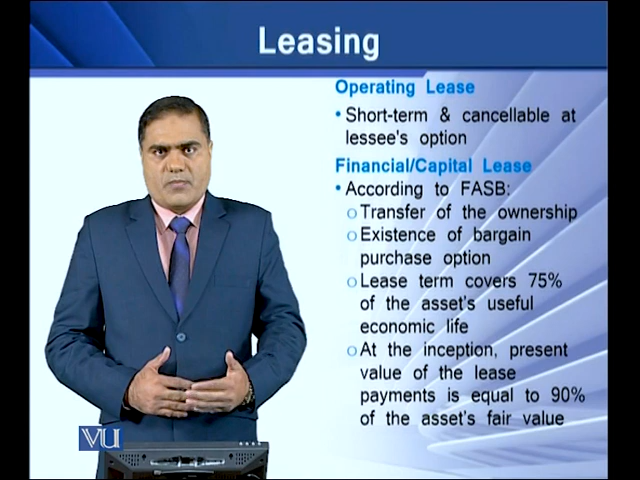 Leasing
Operating Lease
• Short-term & cancellable at
lessee's option
Financial/Capital Lease
• According to FASB:
o Transfer of the ownership
o Existence of bargain
purchase option
o Lease term covers 75%
of the asset's useful
economic life
o At the inception, present
value of the lease
payments is equal to 90%
of the asset's fair value
VU